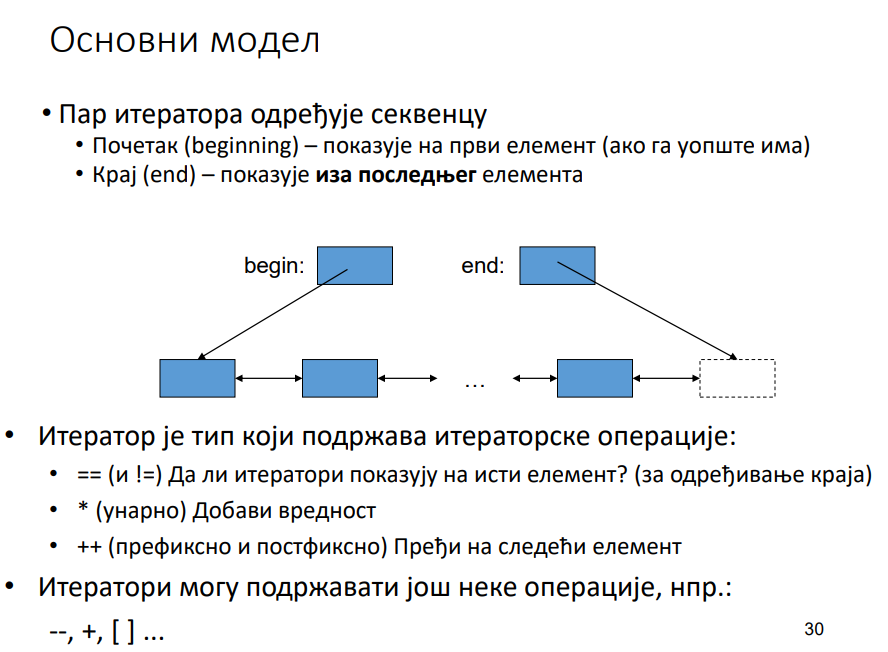 Основни модел
• Пар итератора одређује секвенцу
• Почетак (beginning) – показује на први елемент (ако га уопште има)
• Крај (end) – показује иза последњег елемента
begin: end:
...
• Итератор је тип који подржава итераторске операције:
• == (и !=) Да ли итератори показују на исти елемент? (за одређивање краја)
• * (унарно) Добави вредност
• ++ (префиксно и постфиксно) Пређи на следећи елемент
• Итератори могу подржавати још неке операције, нпр.:
--, +, [ ] ...
30